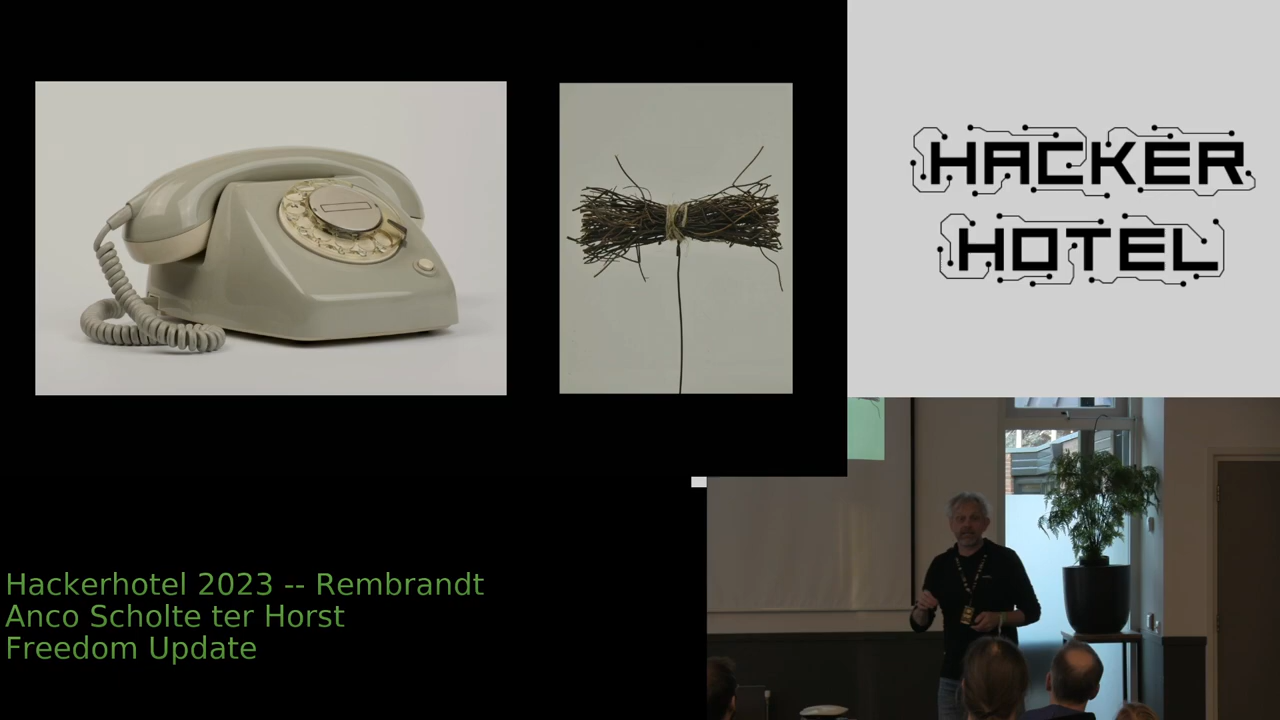 HACKER
HOTEL
Hackerhotel 2023 -- Rembrandt
Anco Scholte ter Horst
Freedom Update